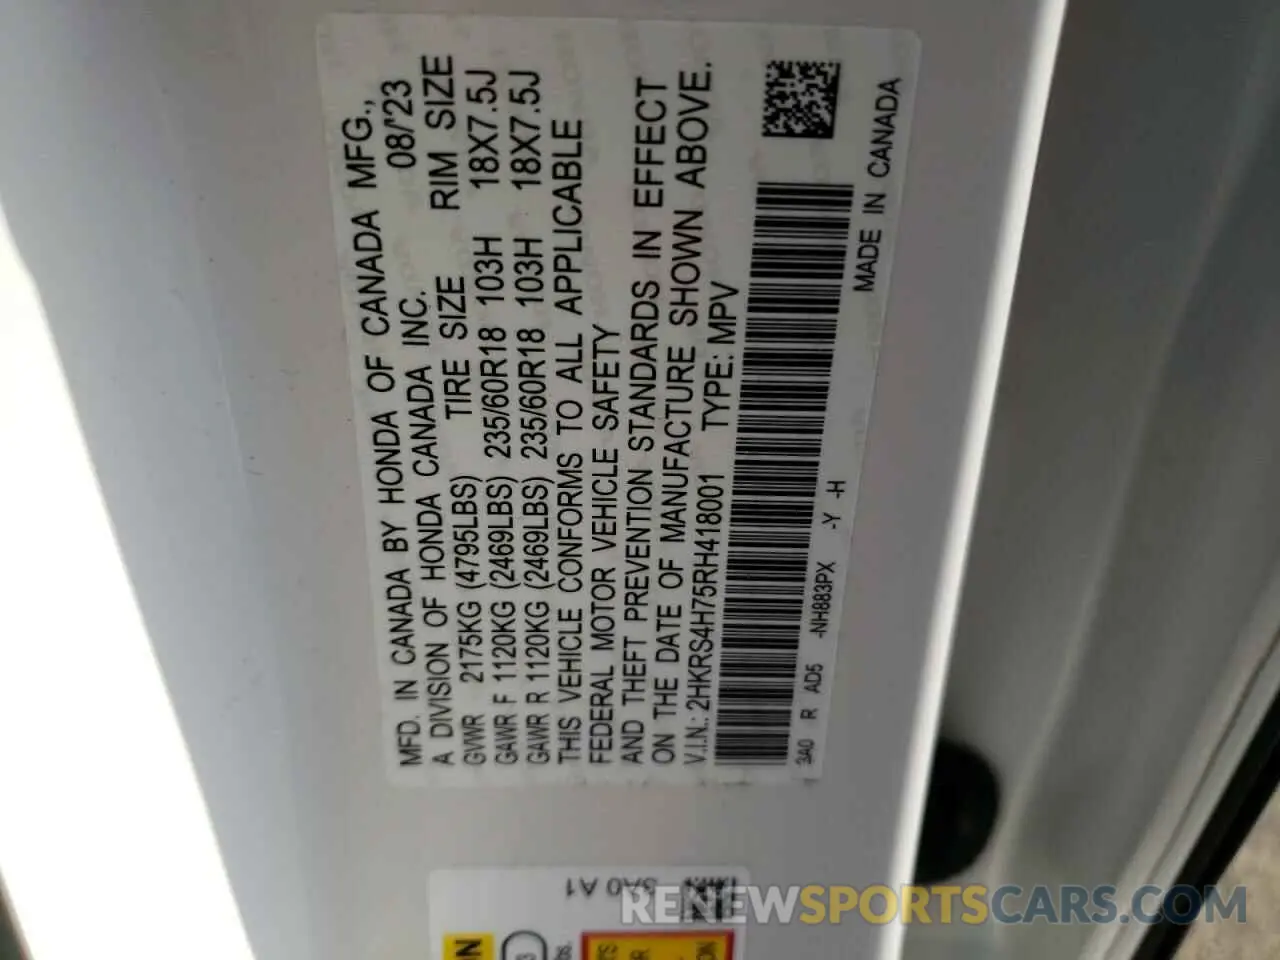 MFD. IN CANADA BY HONDA OF CANADA MFG.,
A DIVISION OF HONDA CANADA INC. 08/'23
GVWR 2175KG (4795LBS) TIRE SIZE RIM SIZE
GAWR F 1120KG (2469LBS) 235/60R18 103H 18X7.5J
GAWR R 1120KG (2469LBS) 235/60R18 103H 18X7.5J
THIS VEHICLE CONFORMS TO ALL APPLICABLE
FEDERAL MOTOR VEHICLE SAFETY
AND THEFT PREVENTION STANDARDS IN EFFECT
ON THE DATE OF MANUFACTURE SHOWN ABOVE.
V.I.N.: 2HKRS4H75RH418001 TYPE: MPV
3A0 R AD5 -NH883PX -Y -H
MADE IN CANADA
3A0 A1
RENEWSPORTSCARS.COM